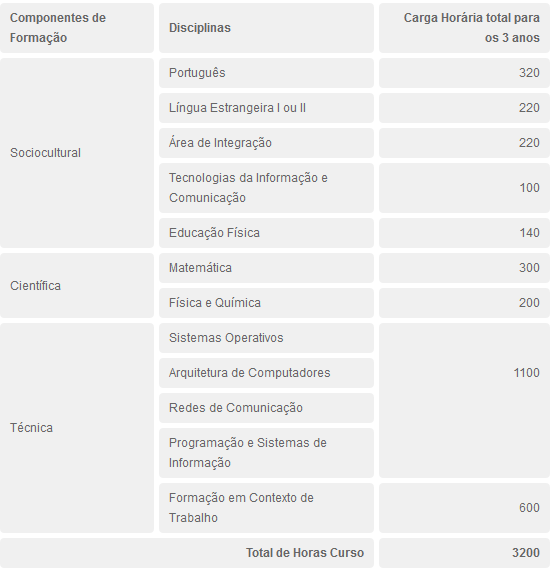 Componentes de
Formação
Disciplinas
Carga Horária total para
os 3 anos
Sociocultural
Português
320
Língua Estrangeira I ou II
220
Área de Integração
220
Tecnologias da Informação e
Comunicação
100
Educação Física
140
Científica
Matemática
300
Física e Química
200
Técnica
Sistemas Operativos
Arquitetura de Computadores
1100
Redes de Comunicação
Programação e Sistemas de
Informação
Formação em Contexto de
Trabalho
600
Total de Horas Curso
3200